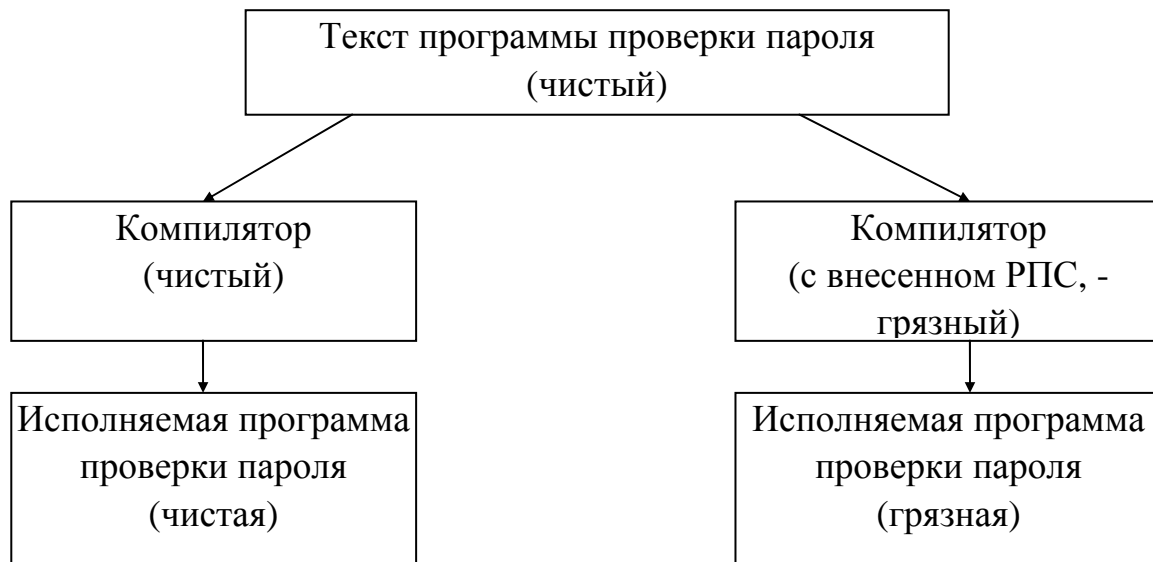 Текст программы проверки пароля
(чистый)
Компилятор
(чистый)
Компилятор
(с внесенном РПС, -
грязный)
Исполняемая программа
проверки пароля
(чистая)
Исполняемая программа
проверки пароля
(грязная)